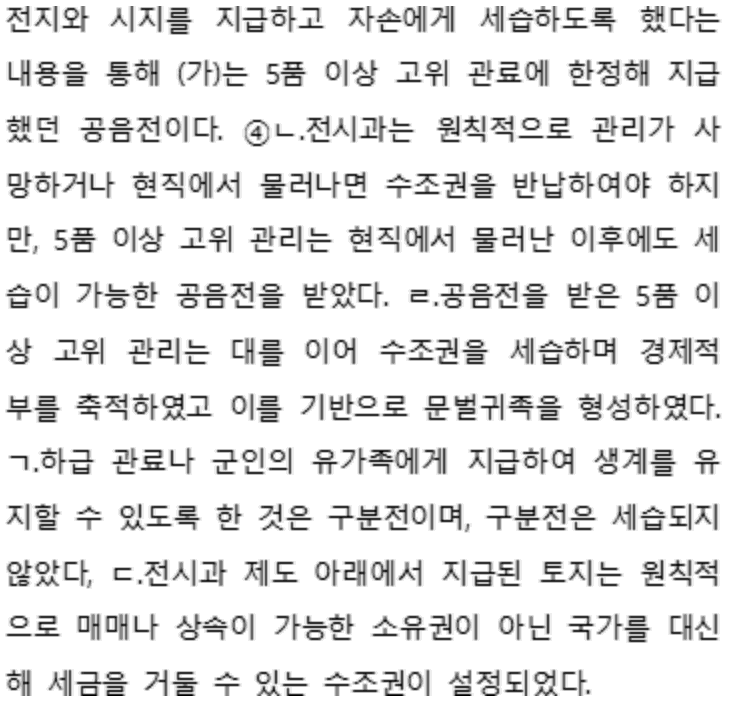 전지와 시지를 지급하고 자손에게 세습하도록 했다는
내용을 통해 (가)는 5품 이상 고위 관료에 한정해 지급
했던 공음전이다. ④ㄴ.전시과는 원칙적으로 관리가 사
망하거나 현직에서 물러나면 수조권을 반납하여야 하지
만, 5품 이상 고위 관리는 현직에서 물러난 이후에도 세
습이 가능한 공음전을 받았다. ㄹ.공음전을 받은 5품 이
상 고위 관리는 대를 이어 수조권을 세습하며 경제적
부를 축적하였고 이를 기반으로 문벌귀족을 형성하였다.
ㄱ.하급 관료나 군인의 유가족에게 지급하여 생계를 유
지할 수 있도록 한 것은 구분전이며, 구분전은 세습되지
않았다, ㄷ.전시과 제도 아래에서 지급된 토지는 원칙적
으로 매매나 상속이 가능한 소유권이 아닌 국가를 대신
해 세금을 거둘 수 있는 수조권이 설정되었다.